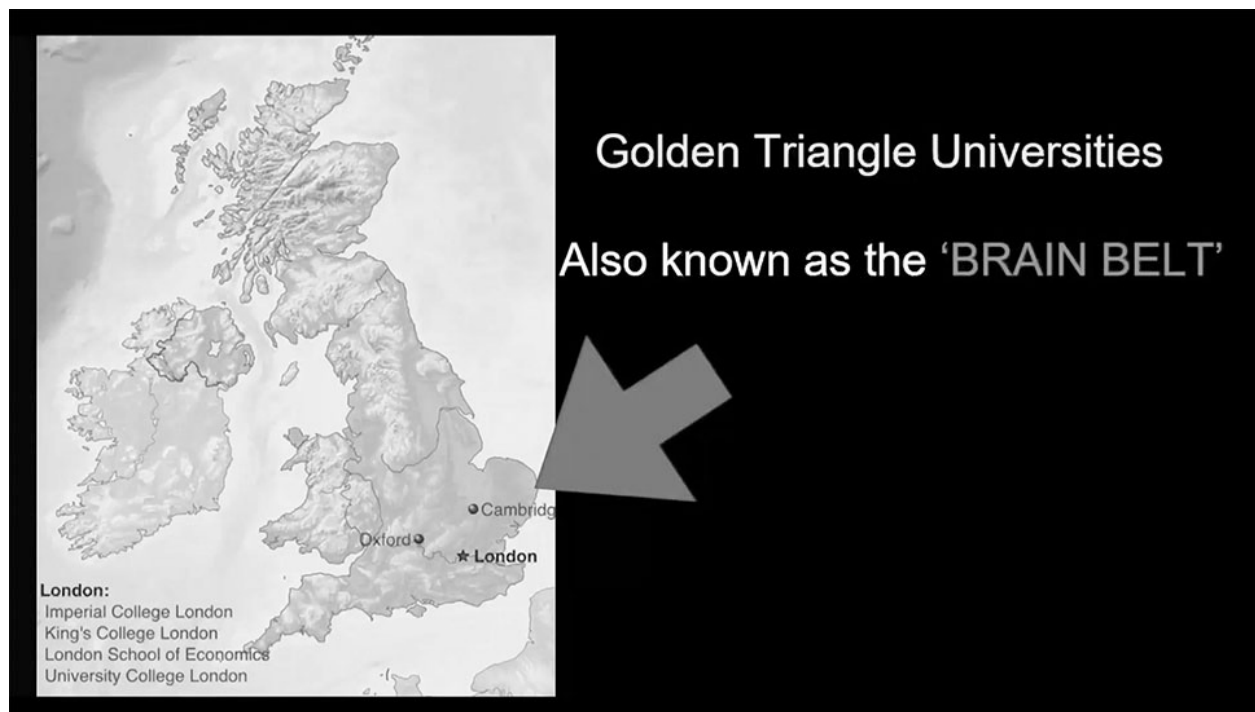 Golden Triangle Universities
Also known as the ‘BRAIN BELT’
Cambridg
Oxford
London
London:
Imperial College London
King's College London
London School of Economics
University College London